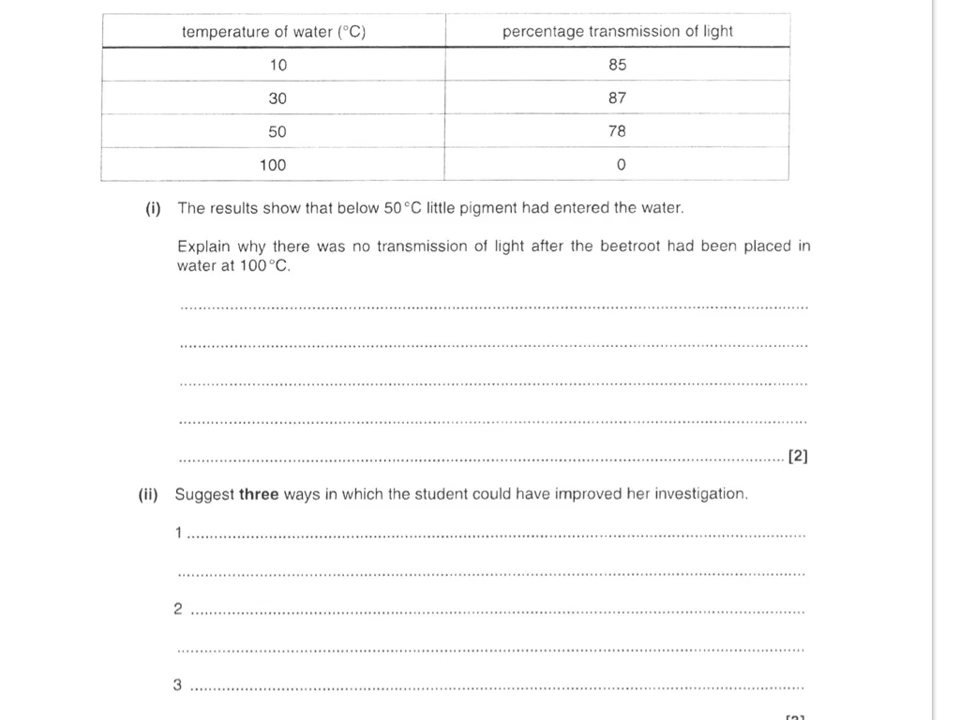 temperature of water (°C) percentage transmission of light
10 85
30 87
50 78
100 0
(i) The results show that below 50 °C little pigment had entered the water.
Explain why there was no transmission of light after the beetroot had been placed in
water at 100 °C.
[2]
(ii) Suggest three ways in which the student could have improved her investigation.
1
2
3